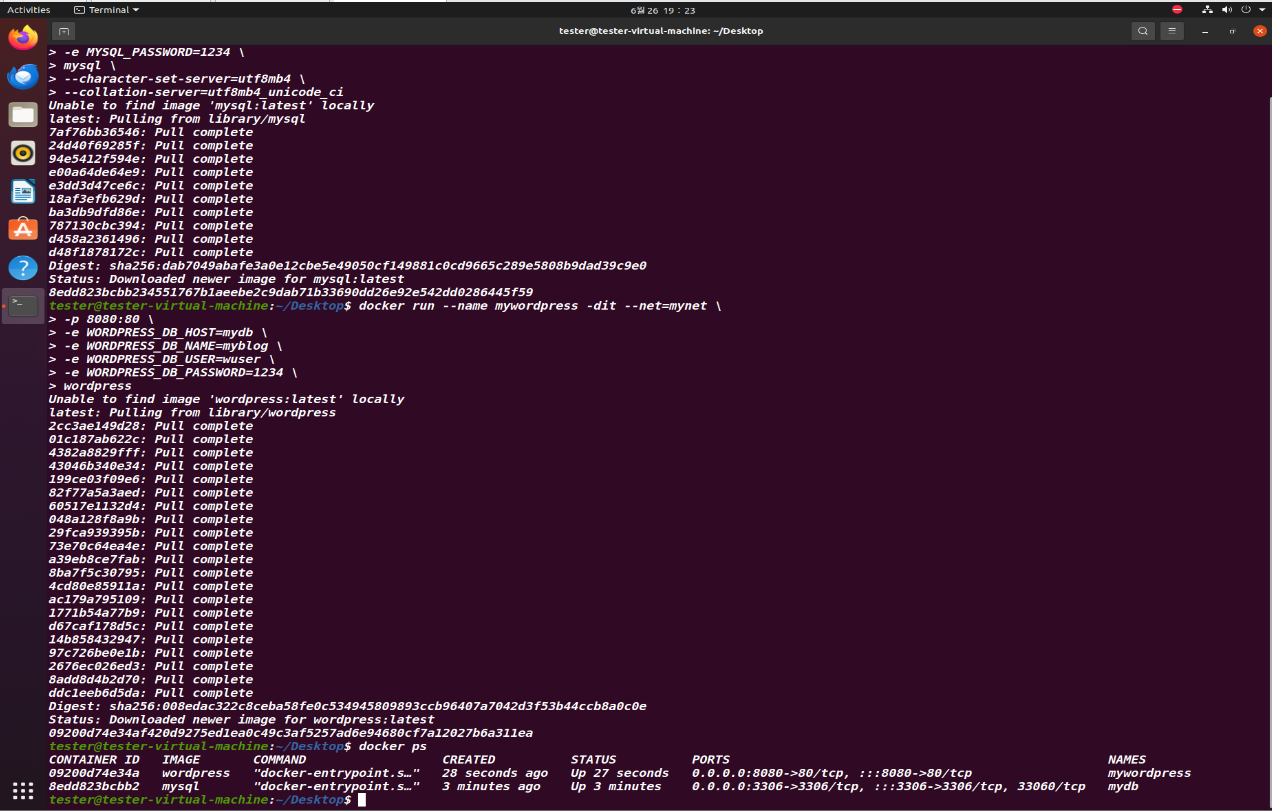 Activities
Terminal
6월 26 19 : 23
tester@tester-virtual-machine: ~/Desktop
> -e MYSQL_PASSWORD=1234 \
> mysql \
> --character-set-server=utf8mb4 \
> --collation-server=utf8mb4_unicode_ci
Unable to find image 'mysql:latest' locally
latest: Pulling from library/mysql
7af76bb36546: Pull complete
24d40f69285f: Pull complete
94e5412f594e: Pull complete
e00a64de64e9: Pull complete
e3dd3d47ce6c: Pull complete
18af3efb629d: Pull complete
ba3db9dfd86e: Pull complete
787130cbc394: Pull complete
d458a2361496: Pull complete
d48f1878172c: Pull complete
Digest: sha256:dab7049abafe3a0e12cbe5e49050cf149881c0cd9665c289e5808b9dad39c9e0
Status: Downloaded newer image for mysql:latest
8edd823bcbb234551767b1aeebe2c9dab71b33690dd26e92e542dd0286445f59
tester@tester-virtual-machine:~/Desktop$ docker run --name mywordpress -dit --net=mynet \
> -p 8080:80 \
> -e WORDPRESS_DB_HOST=mydb \
> -e WORDPRESS_DB_NAME=myblog \
> -e WORDPRESS_DB_USER=wuser \
> -e WORDPRESS_DB_PASSWORD=1234 \
> wordpress
Unable to find image 'wordpress:latest' locally
latest: Pulling from library/wordpress
2cc3ae149d28: Pull complete
01c187ab622c: Pull complete
4382a8829fff: Pull complete
43046b340e34: Pull complete
199ce03f09e6: Pull complete
82f77a5a3aed: Pull complete
60517e1132d4: Pull complete
048a128f8a9b: Pull complete
29fca939395b: Pull complete
73e70c64ea4e: Pull complete
a39eb8ce7fab: Pull complete
8ba7f5c30795: Pull complete
4cd80e85911a: Pull complete
ac179a795109: Pull complete
1771b54a77b9: Pull complete
d67caf178d5c: Pull complete
14b858432947: Pull complete
97c726be0e1b: Pull complete
2676ec026ed3: Pull complete
8add8d4b2d70: Pull complete
ddc1eeb6d5da: Pull complete
Digest: sha256:008edac322c8ceba58fe0c534945809893ccb96407a7042d3f53b44ccb8a0c0e
Status: Downloaded newer image for wordpress:latest
09200d74e34af420d9275ed1ea0c49c3af5257ad6e94680cf7a12027b6a311ea
tester@tester-virtual-machine:~/Desktop$ docker ps
CONTAINER ID IMAGE COMMAND CREATED STATUS PORTS NAMES
09200d74e34a wordpress "docker-entrypoint.s…" 28 seconds ago Up 27 seconds 0.0.0.0:8080->80/tcp, :::8080->80/tcp mywordpress
8edd823bcbb2 mysql "docker-entrypoint.s…" 3 minutes ago Up 3 minutes 0.0.0.0:3306->3306/tcp, :::3306->3306/tcp, 33060/tcp mydb
tester@tester-virtual-machine:~/Desktop$